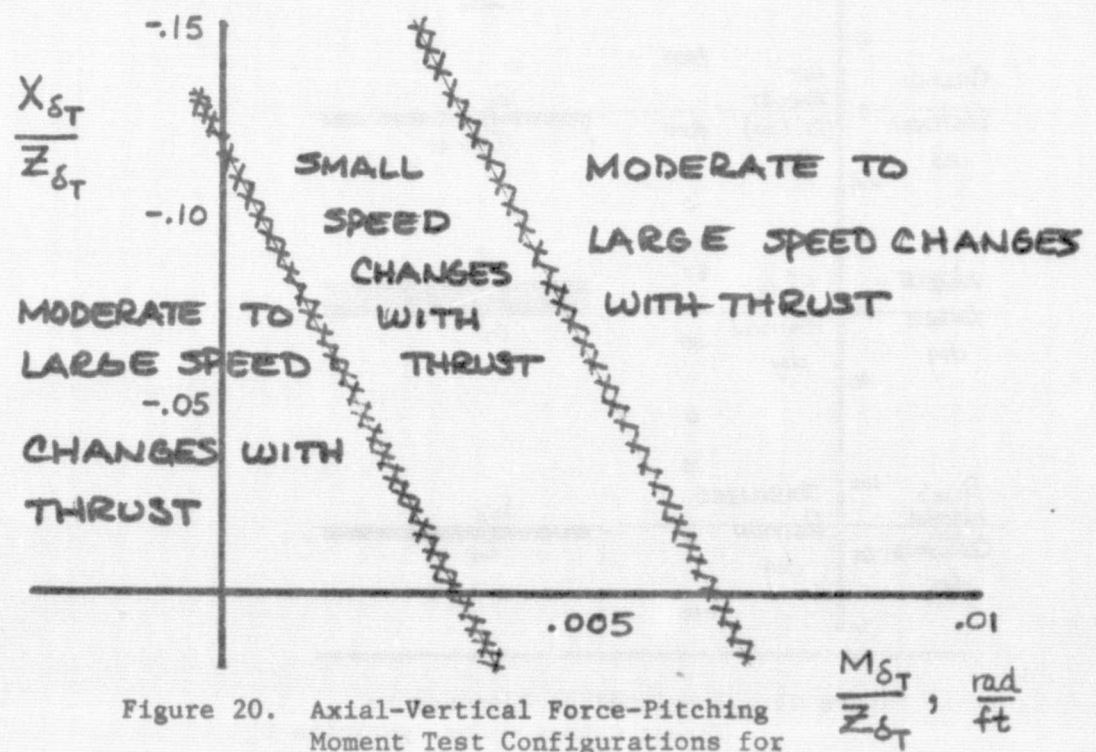 -.15
X_δT
Z_δT
SMALL
SPEED
CHANGES
WITH
THRUST
MODERATE TO
LARGE SPEED CHANGES
WITH THRUST
-.10
MODERATE TO
LARGE SPEED
CHANGES WITH
THRUST
-.05
.005
.01
M_δT
Z_δT , rad
ft
Figure 20. Axial-Vertical Force-Pitching
Moment Test Configurations for